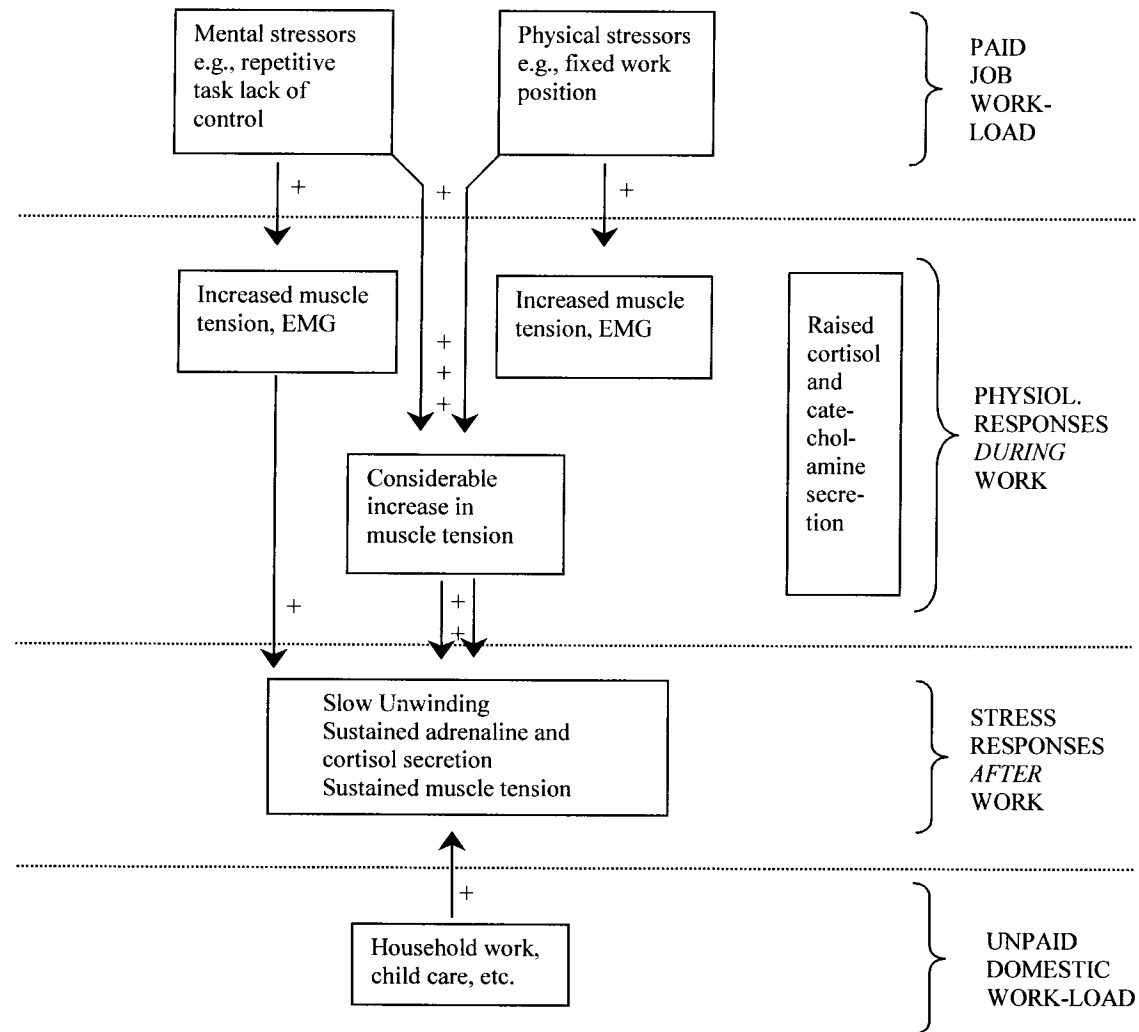 Mental stressors
e.g., repetitive
task lack of
control
Physical stressors
e.g., fixed work
position
PAID
JOB
WORK-
LOAD
+
+
+
Increased muscle
tension, EMG
Increased muscle
tension, EMG
+
+
+
Raised
cortisol
and
cate-
chol-
amine
secre-
tion
PHYSIOL.
RESPONSES
DURING
WORK
Considerable
increase in
muscle tension
+
+
+
Slow Unwinding
Sustained adrenaline and
cortisol secretion
Sustained muscle tension
STRESS
RESPONSES
AFTER
WORK
+
Household work,
child care, etc.
UNPAID
DOMESTIC
WORK-LOAD